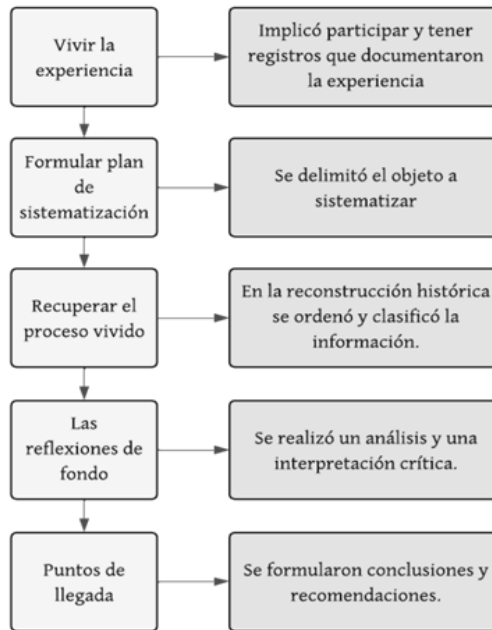 Vivir la
experiencia
Implicó participar y tener
registros que documentaron
la experiencia
Formular plan
de
sistematización
Se delimitó el objeto a
sistematizar
Recuperar el
proceso vivido
En la reconstrucción histórica
se ordenó y clasificó la
información.
Las
reflexiones de
fondo
Se realizó un análisis y una
interpretación crítica.
Puntos de
llegada
Se formularon conclusiones y
recomendaciones.